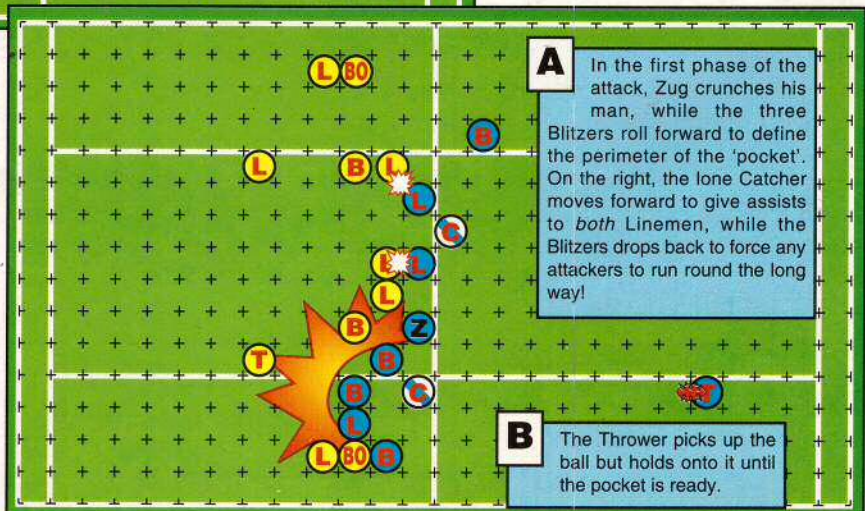 L BO
A
In the first phase of the
attack, Zug crunches his
man, while the three
Blitzers roll forward to define
the perimeter of the ‘pocket’.
On the right, the lone Catcher
moves forward to give assists
to both Linemen, while the
Blitzers drops back to force any
attackers to run round the long
way!
B
L B L
L
C
L L
L
B Z
T B
B C T
L
L BO B
B
The Thrower picks up the
ball but holds onto it until
the pocket is ready.